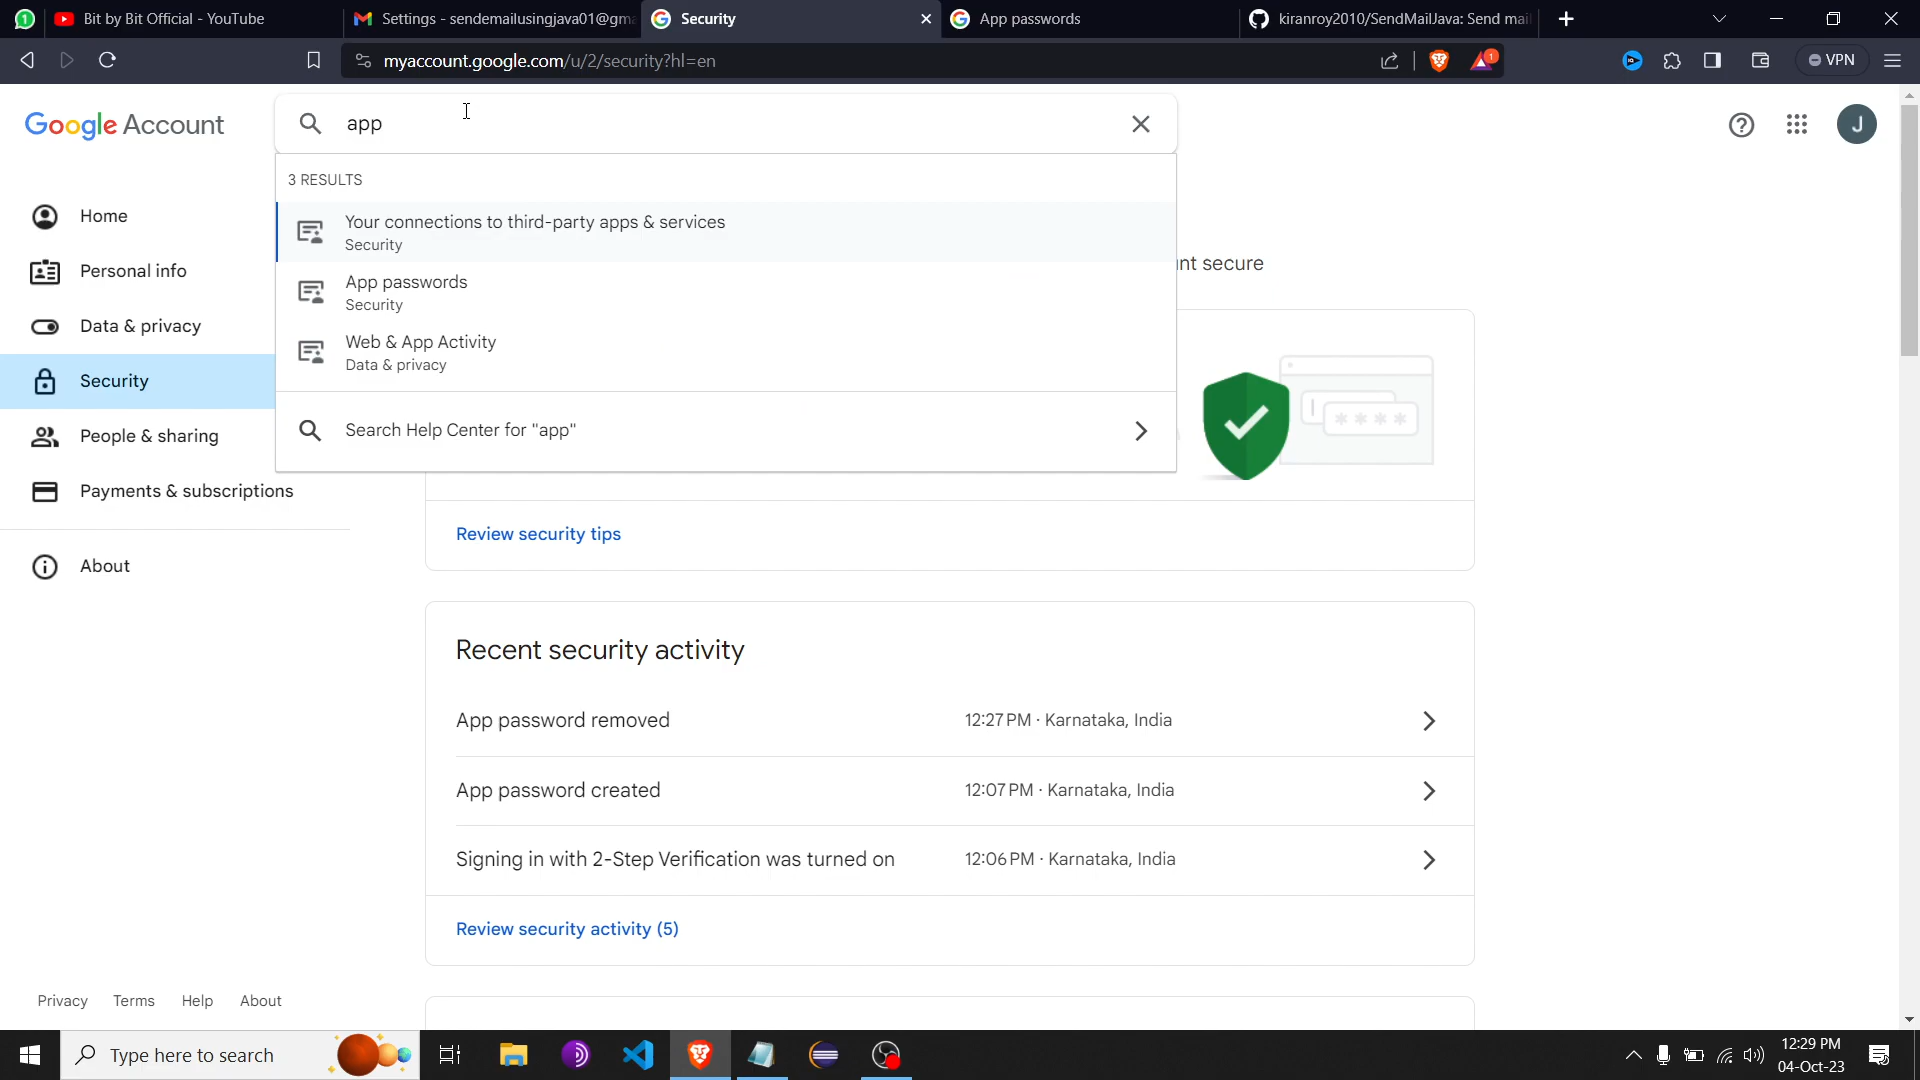 Bit by Bit Official - YouTube
Settings - sendemailusingjava01@gma
Security
App passwords
kiranroy2010/SendMailJava: Send mail
myaccount.google.com/u/2/security?hl=en
1
VPN
Google Account
app
J
3 RESULTS
Your connections to third-party apps & services
Security
App passwords
Security
Web & App Activity
Data & privacy
Search Help Center for "app"
Home
Personal info
Data & privacy
Security
People & sharing
Payments & subscriptions
About
nt secure
Review security tips
Recent security activity
App password removed
12:27 PM · Karnataka, India
App password created
12:07 PM · Karnataka, India
Signing in with 2-Step Verification was turned on
12:06 PM · Karnataka, India
Review security activity (5)
Privacy Terms Help About
Type here to search
12:29 PM
04-Oct-23